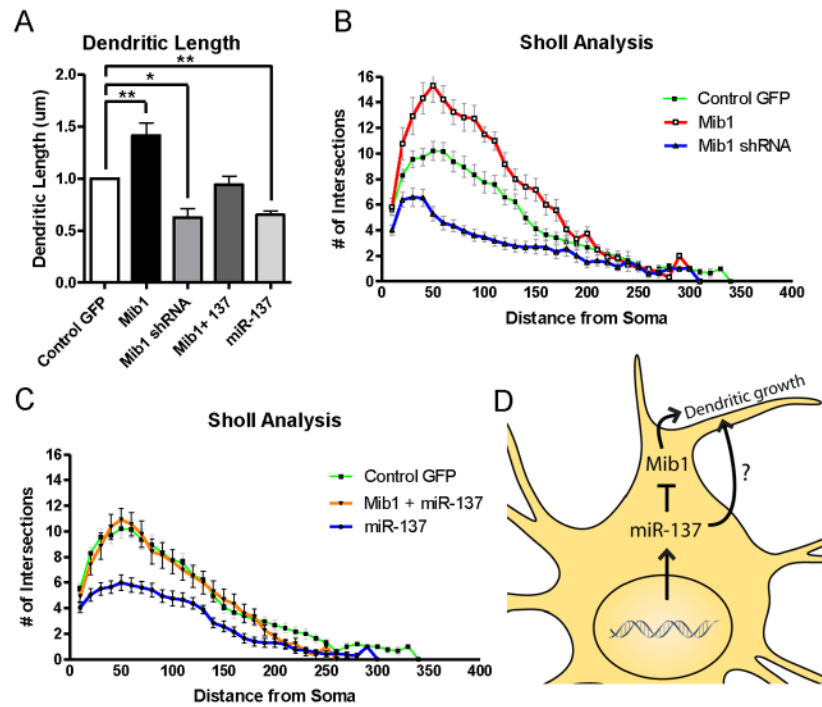 A
Dendritic Length
Dendritic Length (um)
2.0
1.5
1.0
0.5
0.0
**
*
**
Control GFP
Mib1
Mib1 shRNA
Mib1+ 137
miR-137
B
Sholl Analysis
# of Intersections
16
14
12
10
8
6
4
2
0
0 50 100 150 200 250 300 350 400
Distance from Soma
Control GFP
Mib1
Mib1 shRNA
C
Sholl Analysis
# of Intersections
16
14
12
10
8
6
4
2
0
0 50 100 150 200 250 300 350 400
Distance from Soma
Control GFP
Mib1 + miR-137
miR-137
D
Dendritic growth
Mib1
?
miR-137